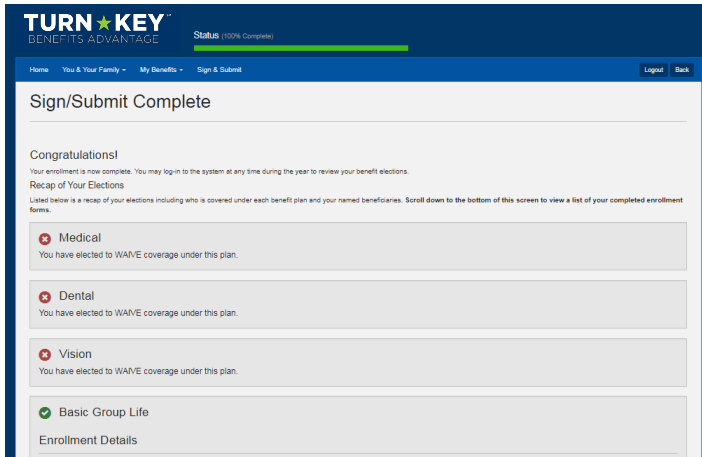 TURN★KEY™
BENEFITS ADVANTAGE
Status (100% Complete)
Home You & Your Family My Benefits Sign & Submit Logout Back
Sign/Submit Complete
Congratulations!
Your enrollment is now complete. You may log-in to the system at any time during the year to review your benefit elections.
Recap of Your Elections
Listed below is a recap of your elections including who is covered under each benefit plan and your named beneficiaries. Scroll down to the bottom of this screen to view a list of your completed enrollment
forms.
Medical
You have elected to WAIVE coverage under this plan.
Dental
You have elected to WAIVE coverage under this plan.
Vision
You have elected to WAIVE coverage under this plan.
Basic Group Life
Enrollment Details